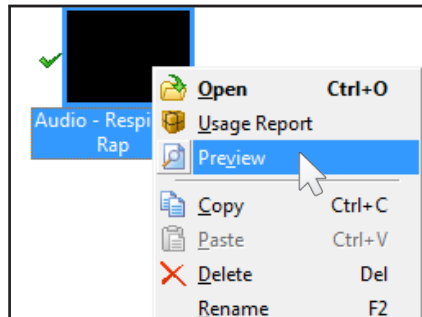 Audio - Respi
Rap
Open Ctrl+O
Usage Report
Preview
Copy Ctrl+C
Paste Ctrl+V
Delete Del
Rename F2